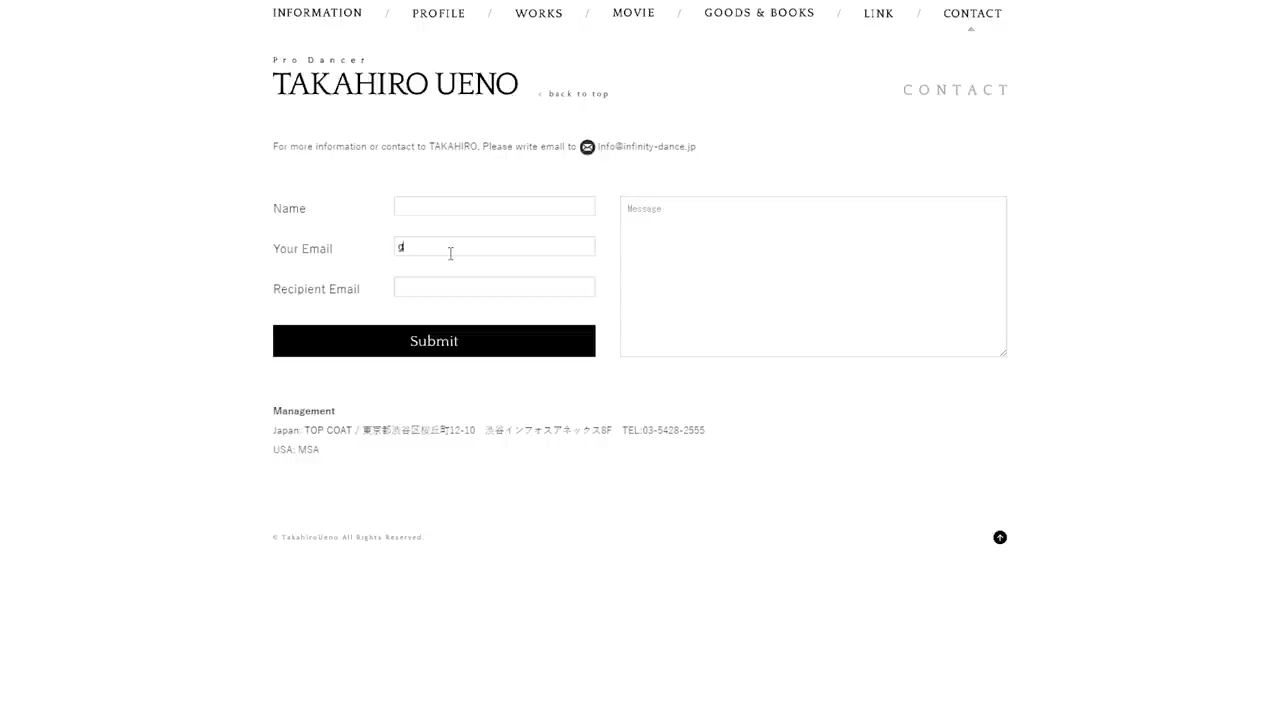 INFORMATION / PROFILE / WORKS / MOVIE / GOODS & BOOKS / LINK / CONTACT
Pro Dancer
TAKAHIRO UENO
< back to top
CONTACT
For more information or contact to TAKAHIRO, Please write email to info@infinity-dance.jp
Name
Message
Your Email
g
Recipient Email
Submit
Management
Japan: TOP COAT / 東京都渋谷区桜丘町12-10 渋谷インフォスアネックス8F TEL:03-5428-2555
USA: MSA
© TakahiroUeno All Rights Reserved.